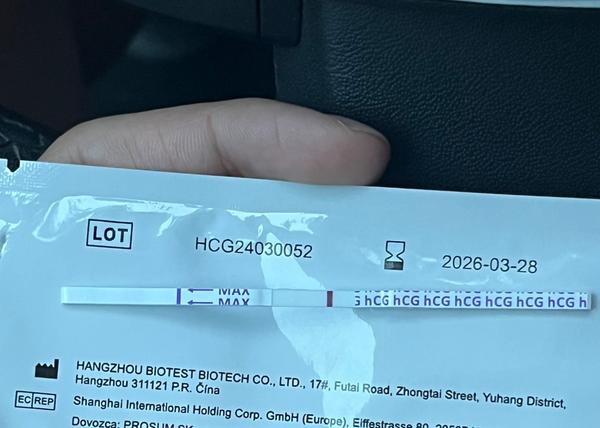 LOT
HCG24030052
2026-03-28
MAX
MAX
hCG hCG hCG hCG hCG hCG hCG
HANGZHOU BIOTEST BIOTECH CO., LTD., 17#, Futai Road, Zhongtai Street, Yuhang District,
Hangzhou 311121 P.R. Čína
EC REP
Shanghai International Holding Corp. GmbH (Europe), Eiffestrasse 80,
Dovozca: PROSUM